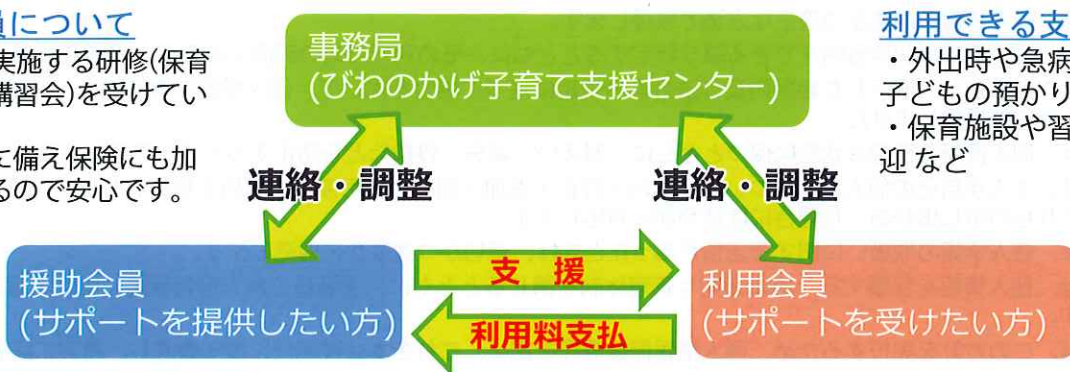 員について
実施する研修(保育
講習会)を受けてい
に備え保険にも加
るので安心です。
事務局
(びわのかげ子育て支援センター)
利用できる支
・外出時や急病
子どもの預かり
・保育施設や習
迎 など
連絡・調整
連絡・調整
援助会員
(サポートを提供したい方)
支 援
利用料支払
利用会員
(サポートを受けたい方)